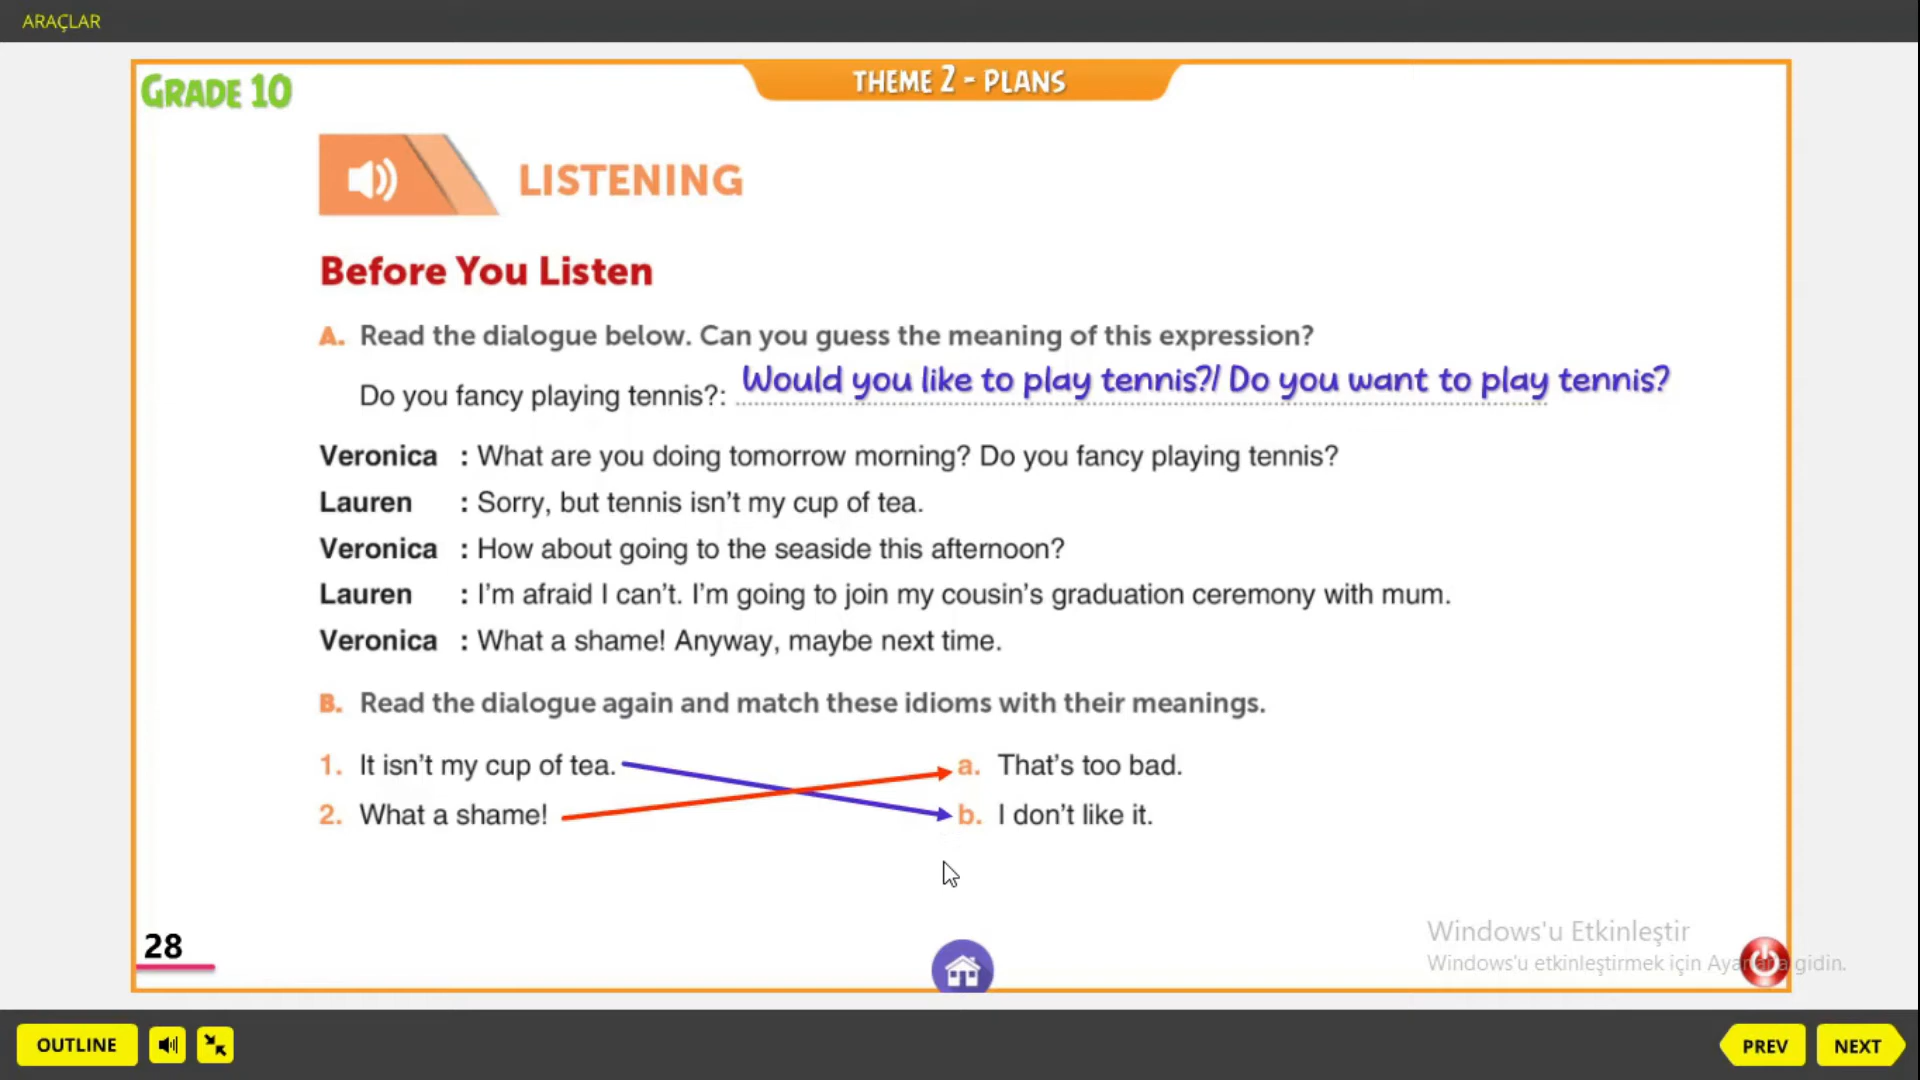 ARAÇLAR
GRADE 10
THEME 2 - PLANS
LISTENING
Before You Listen
A. Read the dialogue below. Can you guess the meaning of this expression?
Do you fancy playing tennis?: Would you like to play tennis?/ Do you want to play tennis?
Veronica : What are you doing tomorrow morning? Do you fancy playing tennis?
Lauren : Sorry, but tennis isn't my cup of tea.
Veronica : How about going to the seaside this afternoon?
Lauren : I'm afraid I can't. I'm going to join my cousin's graduation ceremony with mum.
Veronica : What a shame! Anyway, maybe next time.
B. Read the dialogue again and match these idioms with their meanings.
1. It isn't my cup of tea. a. That's too bad.
2. What a shame! b. I don't like it.
28
Windows'u Etkinleştir
Windows'u etkinleştirmek için gidin.
OUTLINE
PREV
NEXT